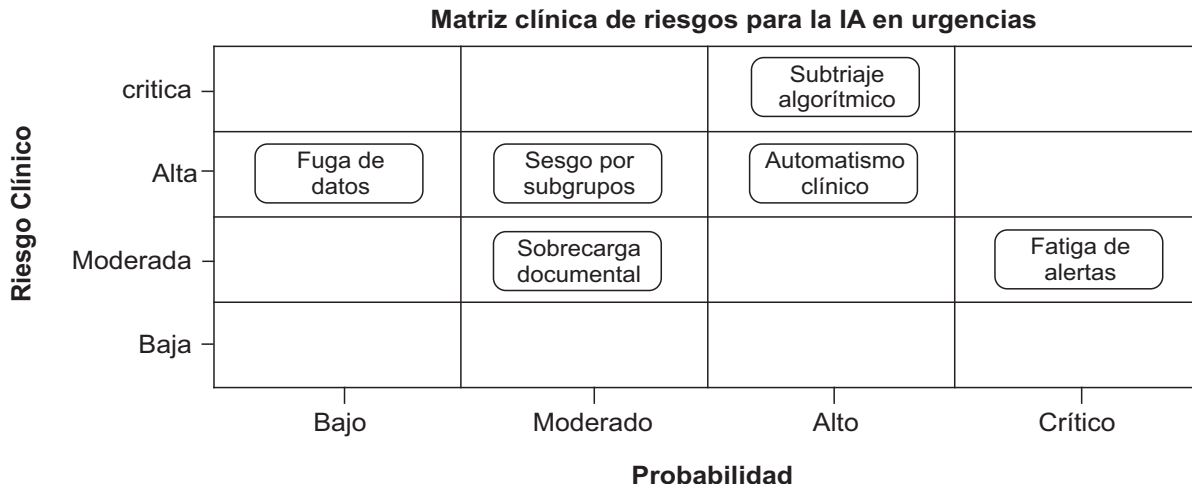 Matriz clínica de riesgos para la IA en urgencias
Riesgo Clínico
critica
Subtriaje
algorítmico
Alta
Fuga de
datos
Sesgo por
subgrupos
Automatismo
clínico
Moderada
Sobrecarga
documental
Fatiga de
alertas
Baja
Bajo
Moderado
Alto
Crítico
Probabilidad